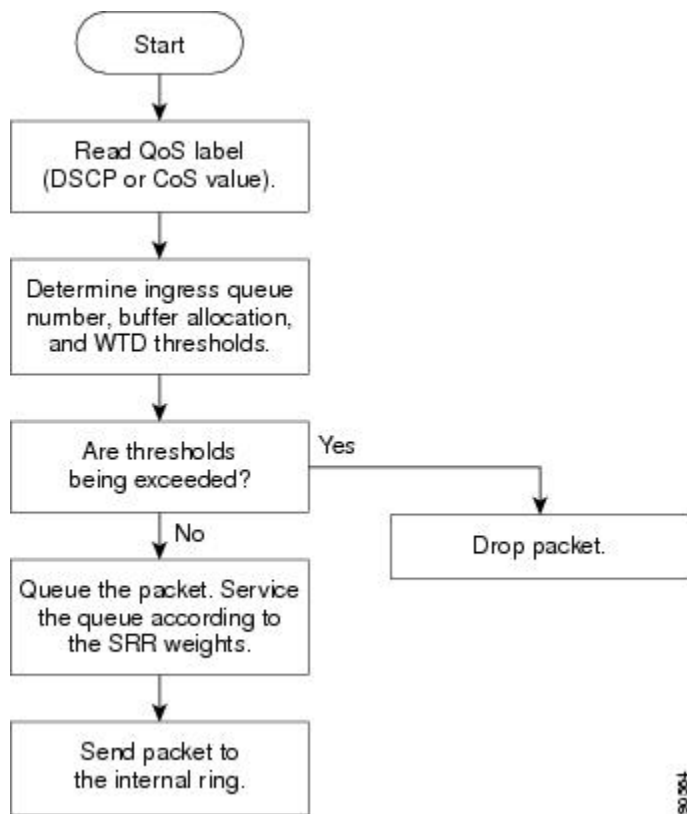 Start
Read QoS label
(DSCP or CoS value).
Determine ingress queue
number, buffer allocation,
and WTD thresholds.
Are thresholds
being exceeded?
Yes
No
Drop packet.
Queue the packet. Service
the queue according to
the SRR weights.
Send packet to
the internal ring.